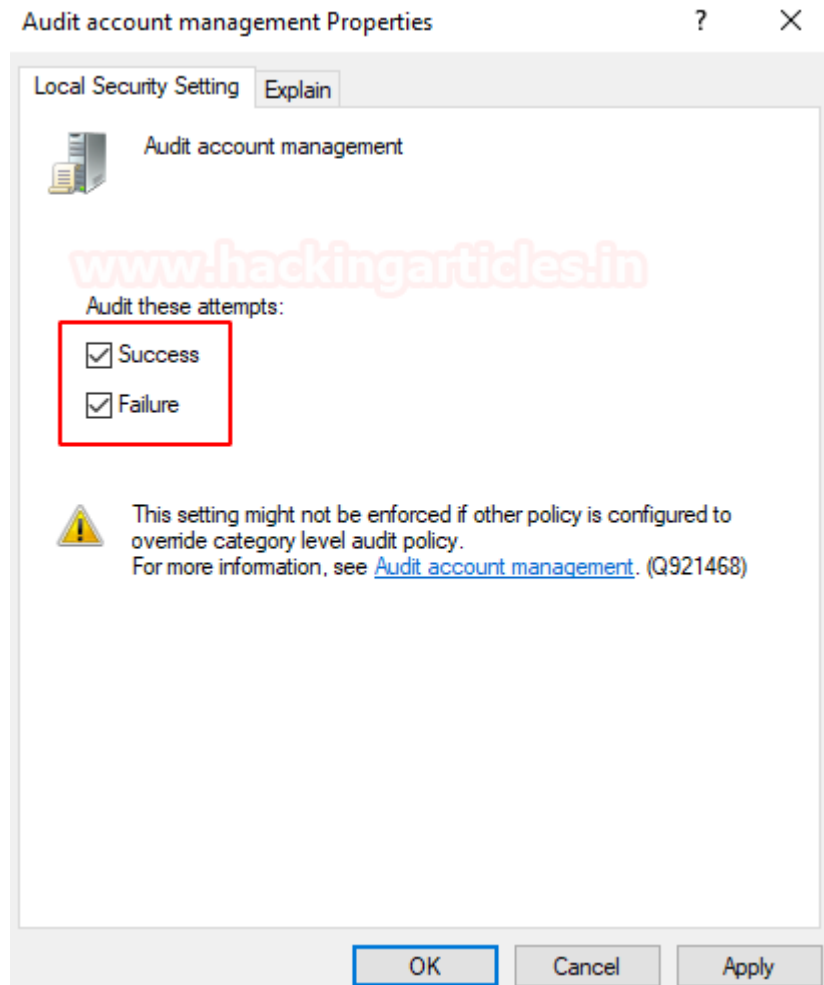 Audit account management Properties
?
Local Security Setting
Explain
Audit account management
www.hackingarticles.in
Audit these attempts:
Success
Failure
This setting might not be enforced if other policy is configured to
override category level audit policy.
For more information, see Audit account management. (Q921468)
OK
Cancel
Apply